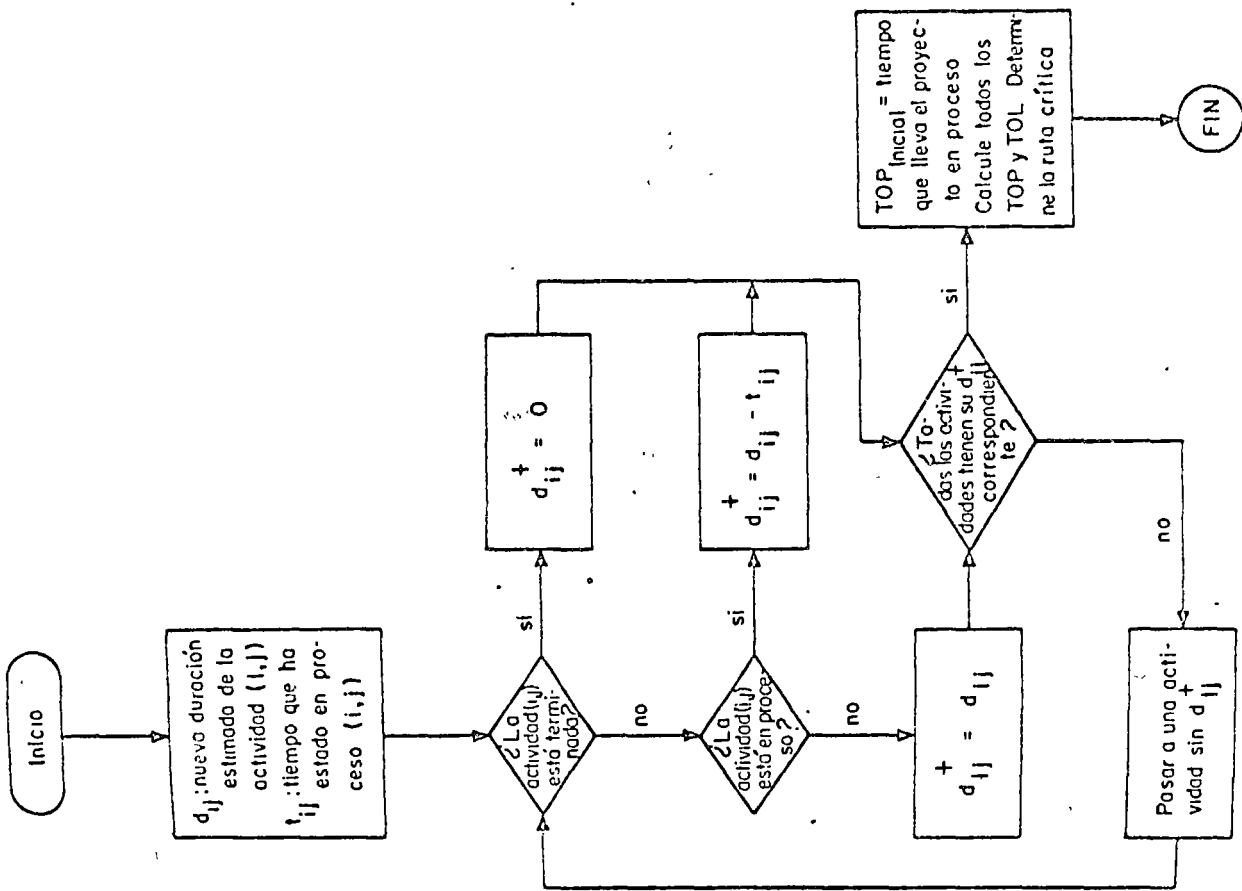 Inicio
d_ij : nueva duración
estimada de la
actividad (i,j)
t_ij : tiempo que ha
estado en pro-
ceso (i,j)
¿La
actividad(i,j)
está termi-
nada?
si
d⁺_ij = 0
no
¿La
actividad(i,j)
está en proce-
so?
si
d⁺_ij = d_ij - t_ij
no
d⁺_ij = d_ij
¿To-
das las activi-
dades tienen su d⁺_ij
correspondien-
te?
si
TOP Inicial = tiempo
que lleva el proyec-
to en proceso
Calcule todos los
TOP y TOL Determi-
ne la ruta crítica
FIN
no
Pasar a una acti-
vidad sin d⁺_ij